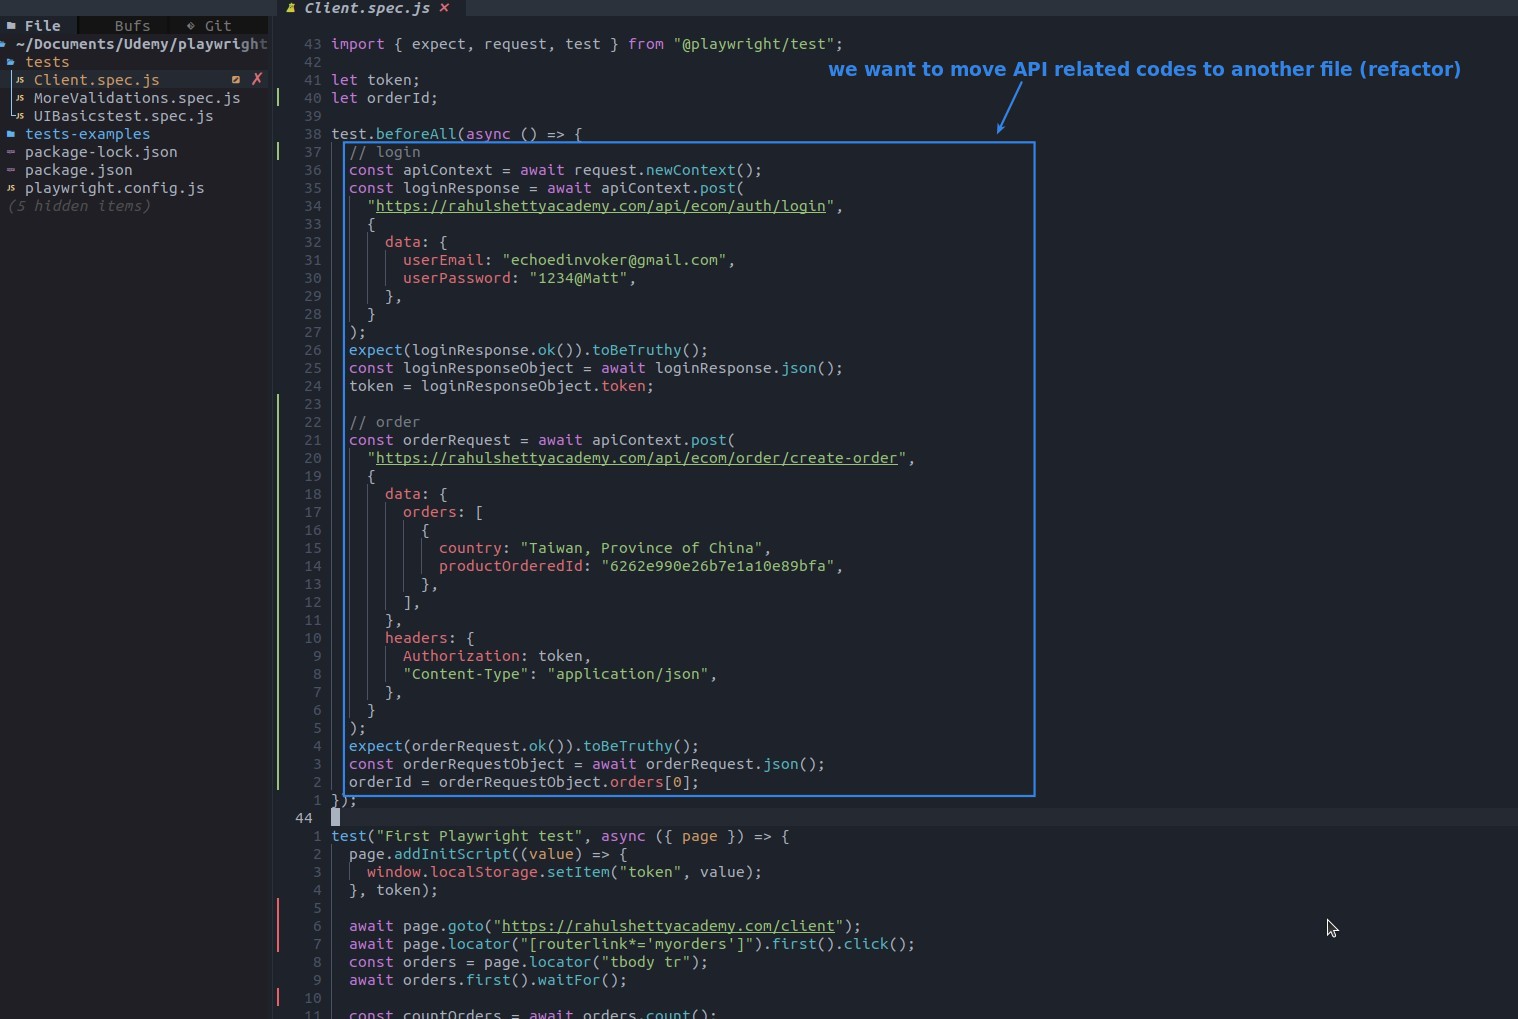 Client.spec.js ✕
File Bufs Git
~/Documents/Udemy/playwright
tests
Client.spec.js ✗
MoreValidations.spec.js
UIBasicstest.spec.js
tests-examples
package-lock.json
package.json
playwright.config.js
(5 hidden items)
we want to move API related codes to another file (refactor)
43 import { expect, request, test } from "@playwright/test";
42
41 let token;
40 let orderId;
39
38 test.beforeAll(async () => {
37 // login
36 const apiContext = await request.newContext();
35 const loginResponse = await apiContext.post(
34 "https://rahulshettyacademy.com/api/ecom/auth/login",
33 {
32 data: {
31 userEmail: "echoedinvoker@gmail.com",
30 userPassword: "1234@Matt",
29 },
28 }
27 );
26 expect(loginResponse.ok()).toBeTruthy();
25 const loginResponseObject = await loginResponse.json();
24 token = loginResponseObject.token;
23
22 // order
21 const orderRequest = await apiContext.post(
20 "https://rahulshettyacademy.com/api/ecom/order/create-order",
19 {
18 data: {
17 orders: [
16 {
15 country: "Taiwan, Province of China",
14 productOrderedId: "6262e990e26b7e1a10e89bfa",
13 },
12 ],
11 },
10 headers: {
9 Authorization: token,
8 "Content-Type": "application/json",
7 },
6 }
5 );
4 expect(orderRequest.ok()).toBeTruthy();
3 const orderRequestObject = await orderRequest.json();
2 orderId = orderRequestObject.orders[0];
1 });
44
1 test("First Playwright test", async ({ page }) => {
2 page.addInitScript((value) => {
3 window.localStorage.setItem("token", value);
4 }, token);
5
6 await page.goto("https://rahulshettyacademy.com/client");
7 await page.locator("[routerlink*='myorders']").first().click();
8 const orders = page.locator("tbody tr");
9 await orders.first().waitFor();
10
11 const countOrders = await orders.count();